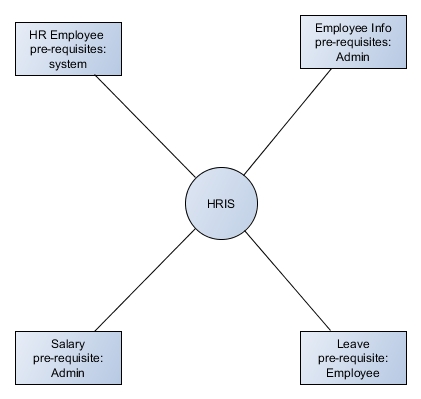 HR Employee
pre-requisites:
system
Employee Info
pre-requisites:
Admin
HRIS
Salary
pre-requisite:
Admin
Leave
pre-requisite:
Employee